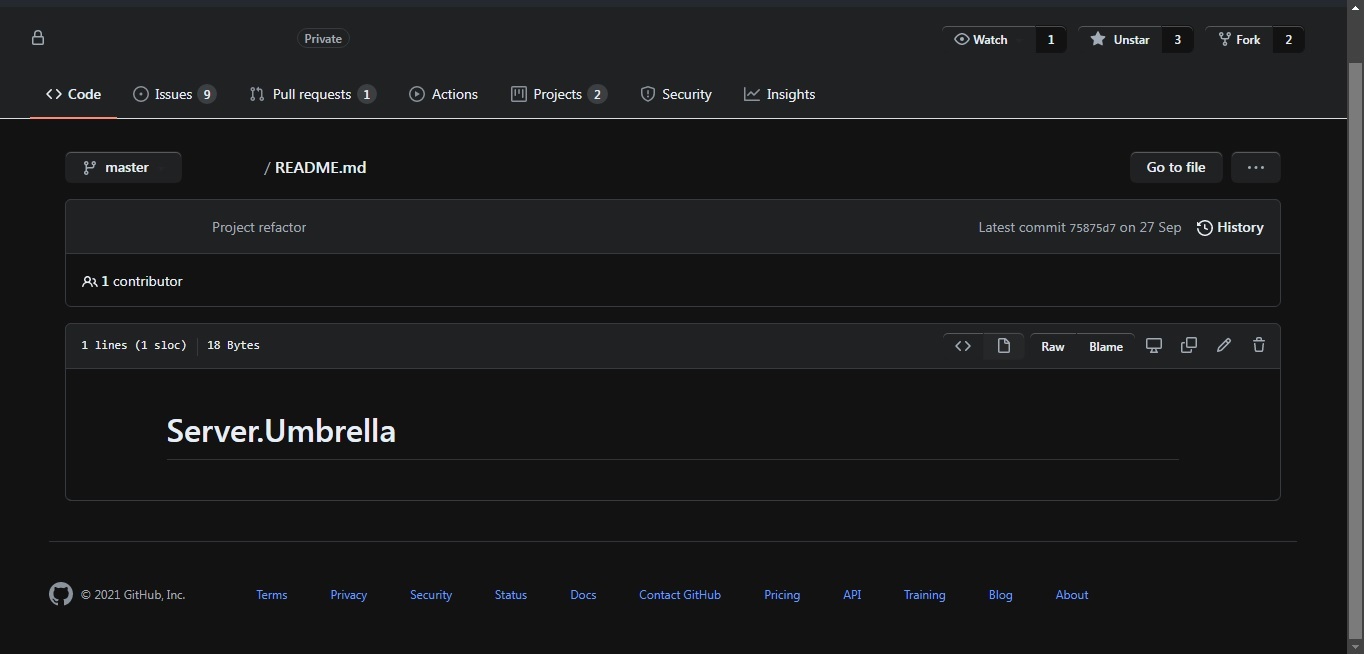 Private Watch 1 Unstar 3 Fork 2
Code Issues 9 Pull requests 1 Actions Projects 2 Security Insights
master / README.md Go to file ...
Project refactor Latest commit 75875d7 on 27 Sep History
1 contributor
1 lines (1 sloc) 18 Bytes <> Raw Blame
Server.Umbrella
© 2021 GitHub, Inc. Terms Privacy Security Status Docs Contact GitHub Pricing API Training Blog About